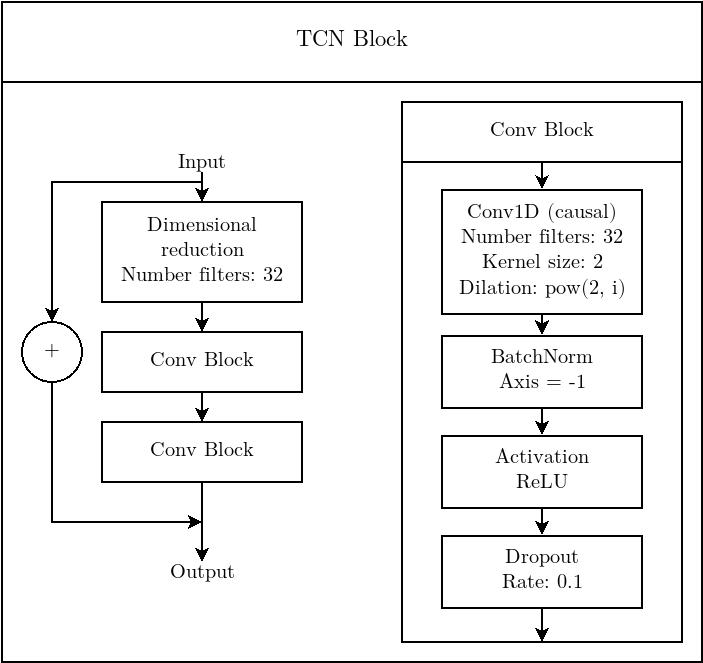 TCN Block
Input
Dimensional
reduction
Number filters: 32
+
Conv Block
Conv Block
Output
Conv Block
Conv1D (causal)
Number filters: 32
Kernel size: 2
Dilation: pow(2, i)
BatchNorm
Axis = -1
Activation
ReLU
Dropout
Rate: 0.1